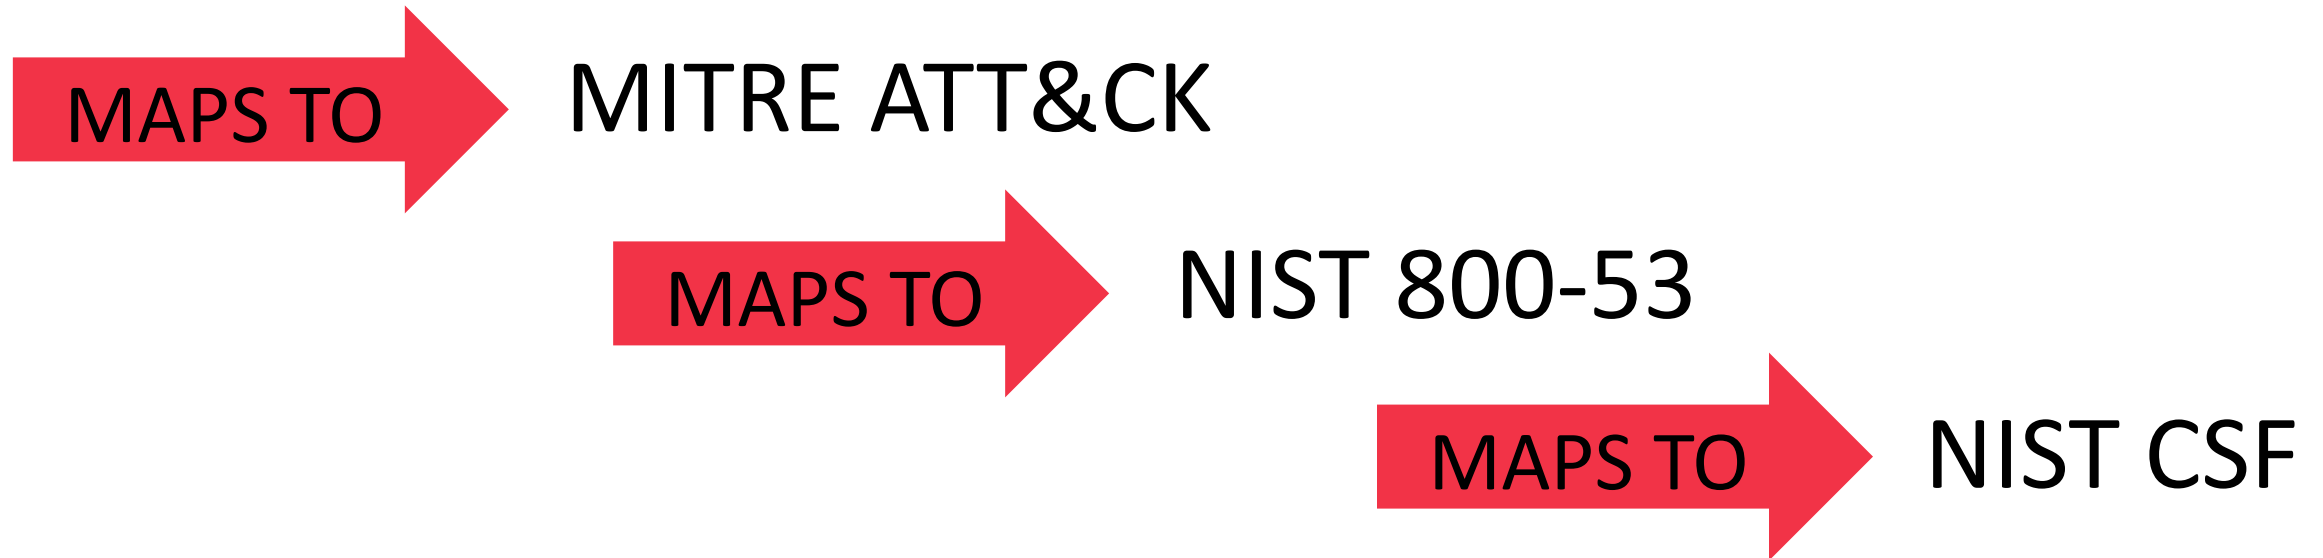 MAPS TO MITRE ATT&CK
MAPS TO NIST 800-53
MAPS TO NIST CSF